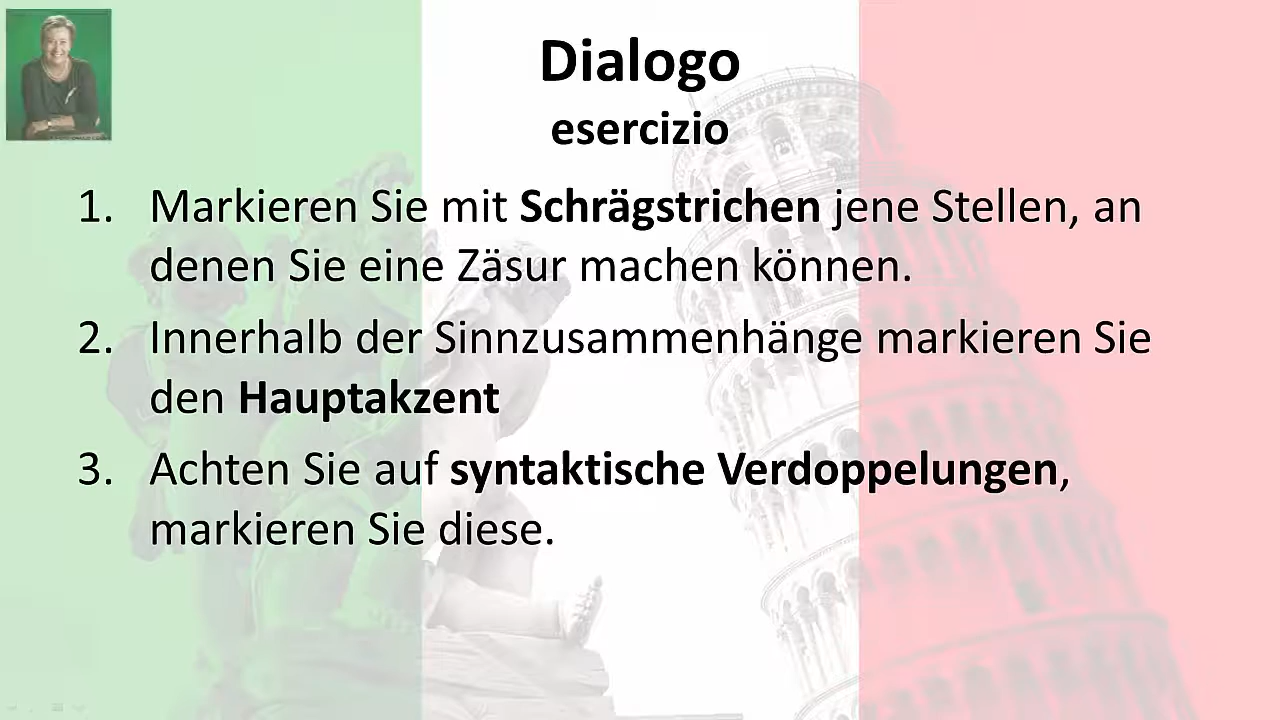 Dialogo
esercizio
1. Markieren Sie mit Schrägstrichen jene Stellen, an
denen Sie eine Zäsur machen können.
2. Innerhalb der Sinnzusammenhänge markieren Sie
den Hauptakzent
3. Achten Sie auf syntaktische Verdoppelungen,
markieren Sie diese.